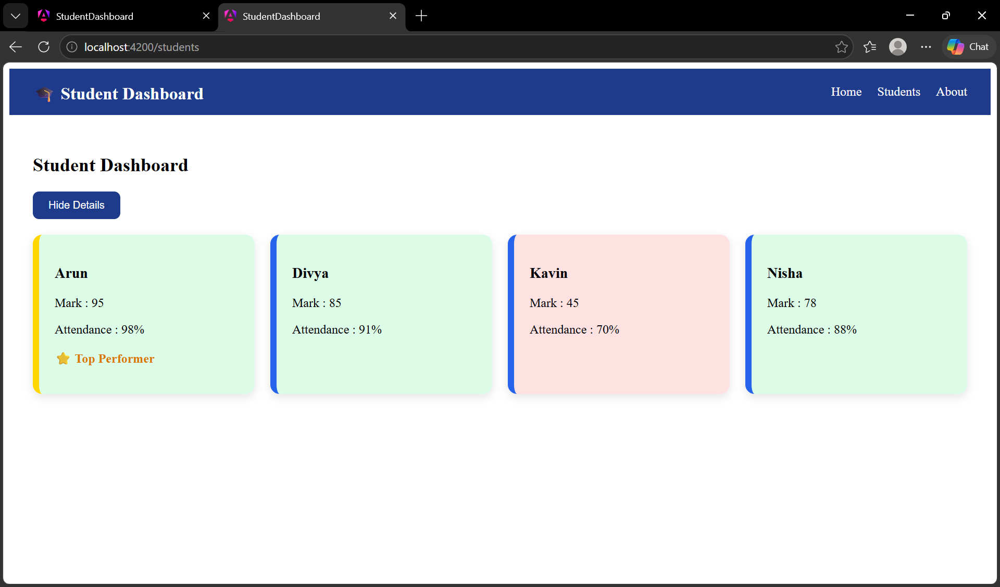 StudentDashboard
StudentDashboard
localhost:4200/students
Chat
🎓 Student Dashboard
Home Students About
Student Dashboard
Hide Details
Arun
Mark : 95
Attendance : 98%
⭐ Top Performer
Divya
Mark : 85
Attendance : 91%
Kavin
Mark : 45
Attendance : 70%
Nisha
Mark : 78
Attendance : 88%